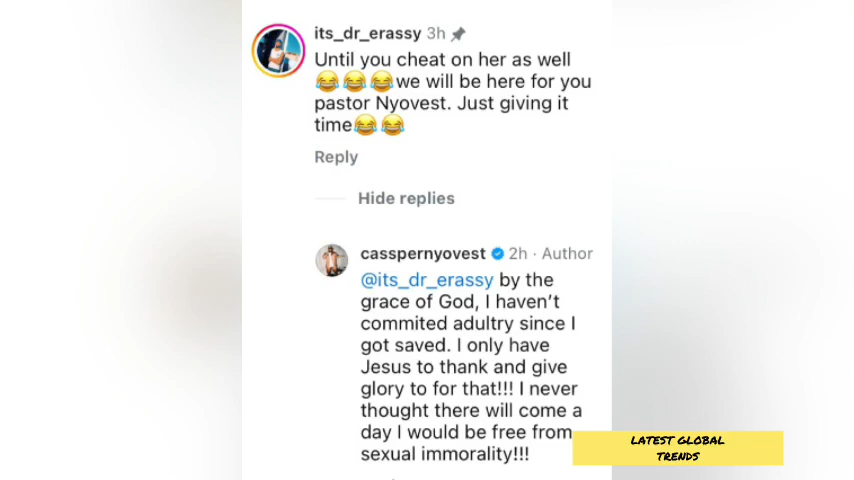 its_dr_erassy 3h
Until you cheat on her as well
😂😂😂we will be here for you
pastor Nyovest. Just giving it
time😂😂
Reply
Hide replies
casspernyovest 2h · Author
@its_dr_erassy by the
grace of God, I haven't
commited adultry since I
got saved. I only have
Jesus to thank and give
glory to for that!!! I never
thought there will come a
day I would be free from
sexual immorality!!!
LATEST GLOBAL
TRENDS